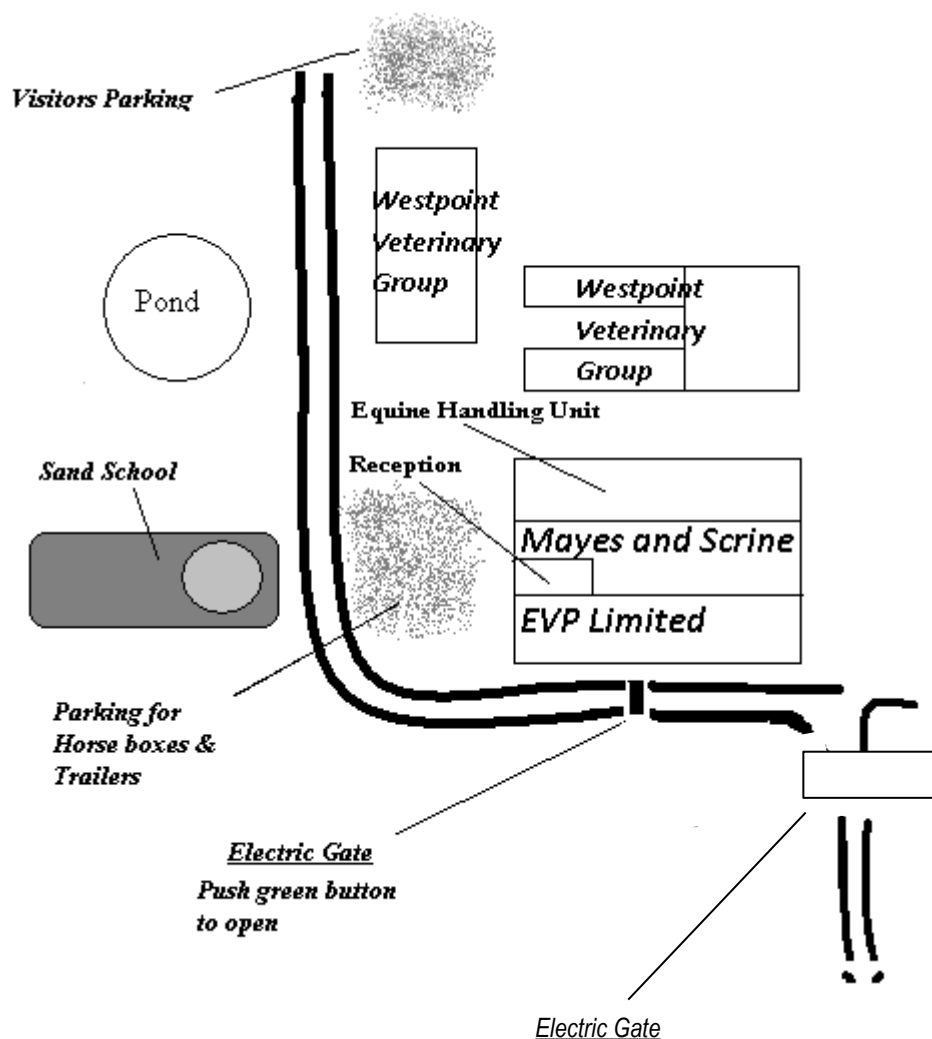 Visitors Parking
Westpoint
Veterinary
Group
Pond
Westpoint
Veterinary
Group
Equine Handling Unit
Reception
Sand School
Mayes and Scrine
EVP Limited
Parking for
Horse boxes &
Trailers
Electric Gate
Push green button
to open
Electric Gate